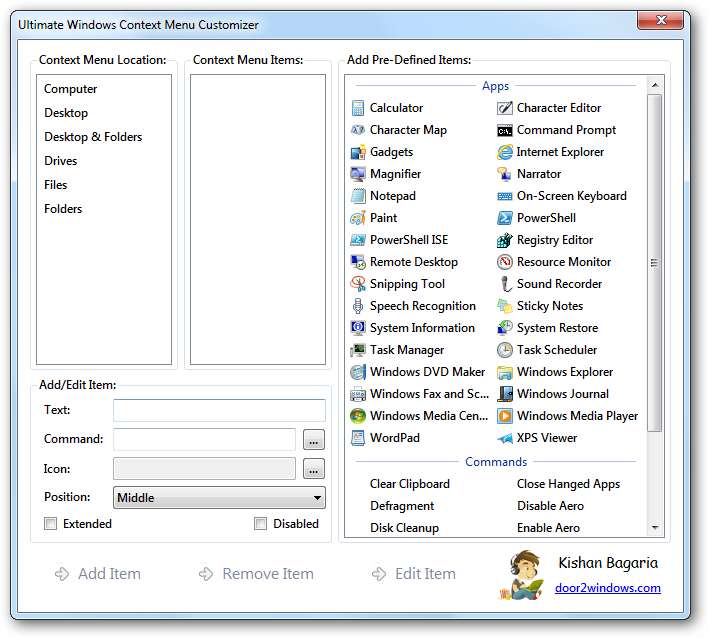 Ultimate Windows Context Menu Customizer
Context Menu Location:
Computer
Desktop
Desktop & Folders
Drives
Files
Folders
Context Menu Items:
Add Pre-Defined Items:
Apps
Calculator
Character Editor
Character Map
Command Prompt
Gadgets
Internet Explorer
Magnifier
Narrator
Notepad
On-Screen Keyboard
Paint
PowerShell
PowerShell ISE
Registry Editor
Remote Desktop
Resource Monitor
Snipping Tool
Sound Recorder
Speech Recognition
Sticky Notes
System Information
System Restore
Task Manager
Task Scheduler
Windows DVD Maker
Windows Explorer
Windows Fax and Sc...
Windows Journal
Windows Media Cen...
Windows Media Player
WordPad
XPS Viewer
Commands
Clear Clipboard
Close Hanged Apps
Defragment
Disable Aero
Disk Cleanup
Enable Aero
Add/Edit Item:
Text:
Command:
...
Icon:
...
Position:
Middle
Extended
Disabled
Add Item
Remove Item
Edit Item
Kishan Bagaria
door2windows.com